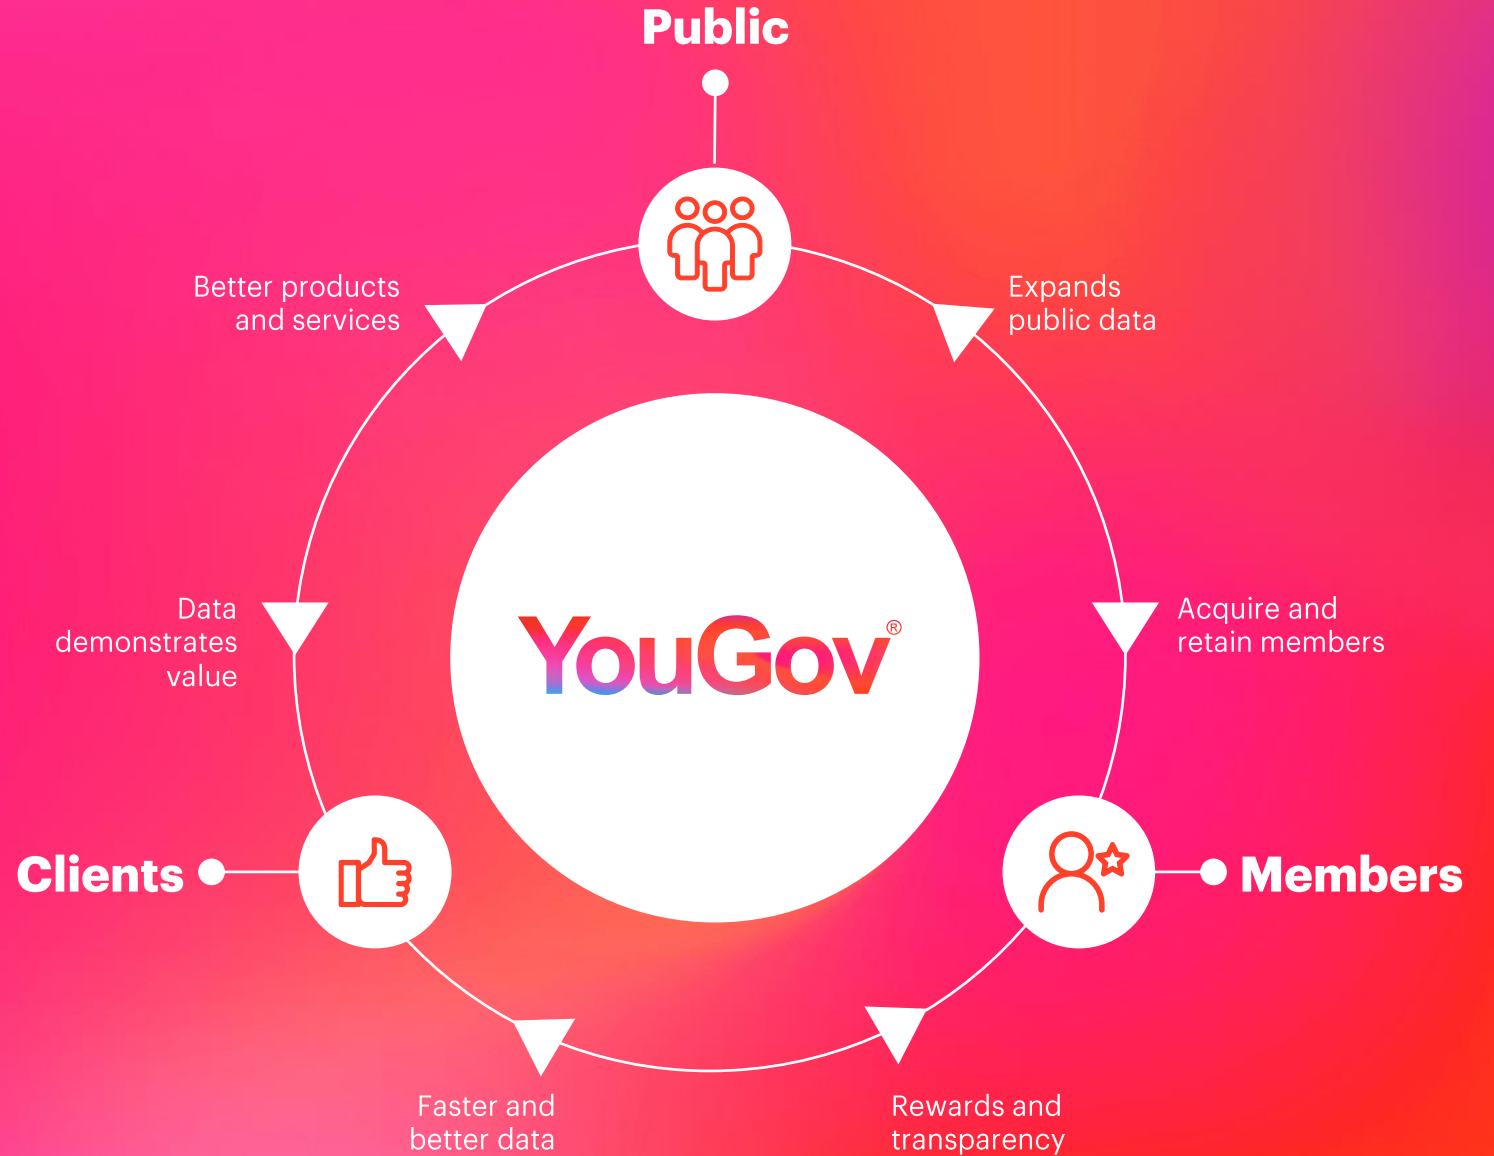 Public
Better products
and services
Expands
public data
Data
demonstrates
value
YouGov®
Acquire and
retain members
Clients
Members
Faster and
better data
Rewards and
transparency